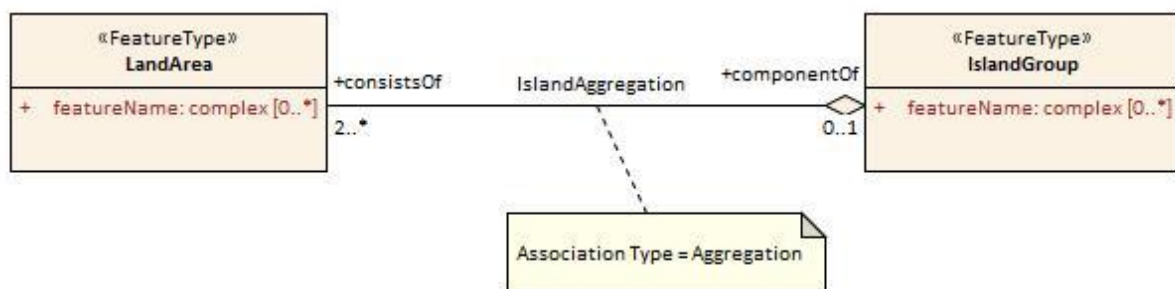 «FeatureType»
LandArea
+ featureName: complex [0..*]
+consistsOf
2..*
IslandAggregation
+componentOf
0..1
«FeatureType»
IslandGroup
+ featureName: complex [0..*]
Association Type = Aggregation